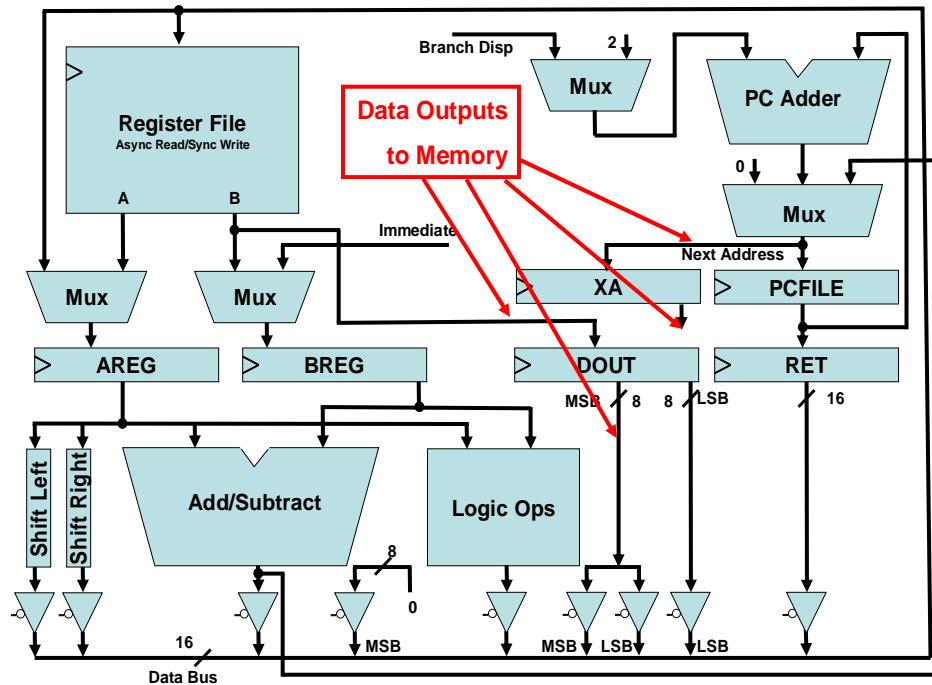 Branch Disp
2
Mux
PC Adder
Register File
Async Read/Sync Write
A
B
Data Outputs
to Memory
0
Mux
Immediate
Next Address
Mux
Mux
XA
PCFILE
AREG
BREG
DOUT
RET
MSB
8
8
LSB
16
Shift Left
Shift Right
Add/Subtract
Logic Ops
8
0
MSB
MSB
LSB
LSB
16
Data Bus